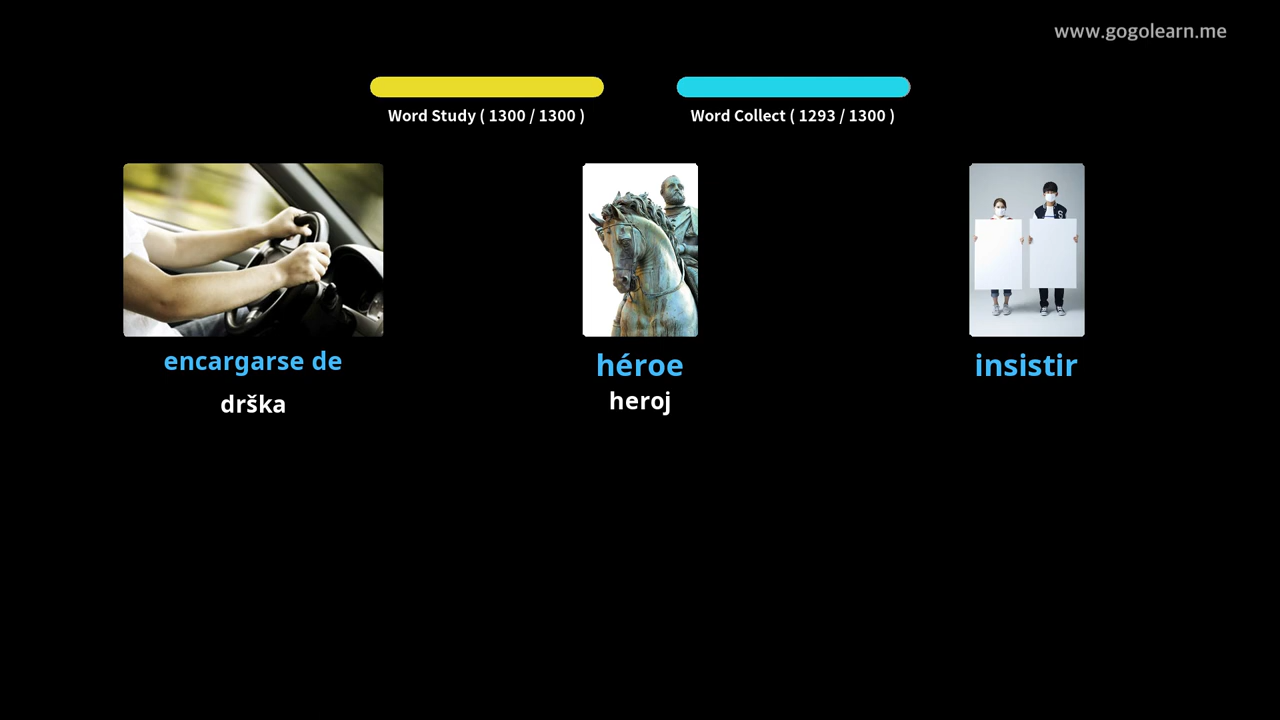 www.gogolearn.me
Word Study ( 1300 / 1300 )
Word Collect ( 1293 / 1300 )
encargarse de
drška
héroe
heroj
insistir